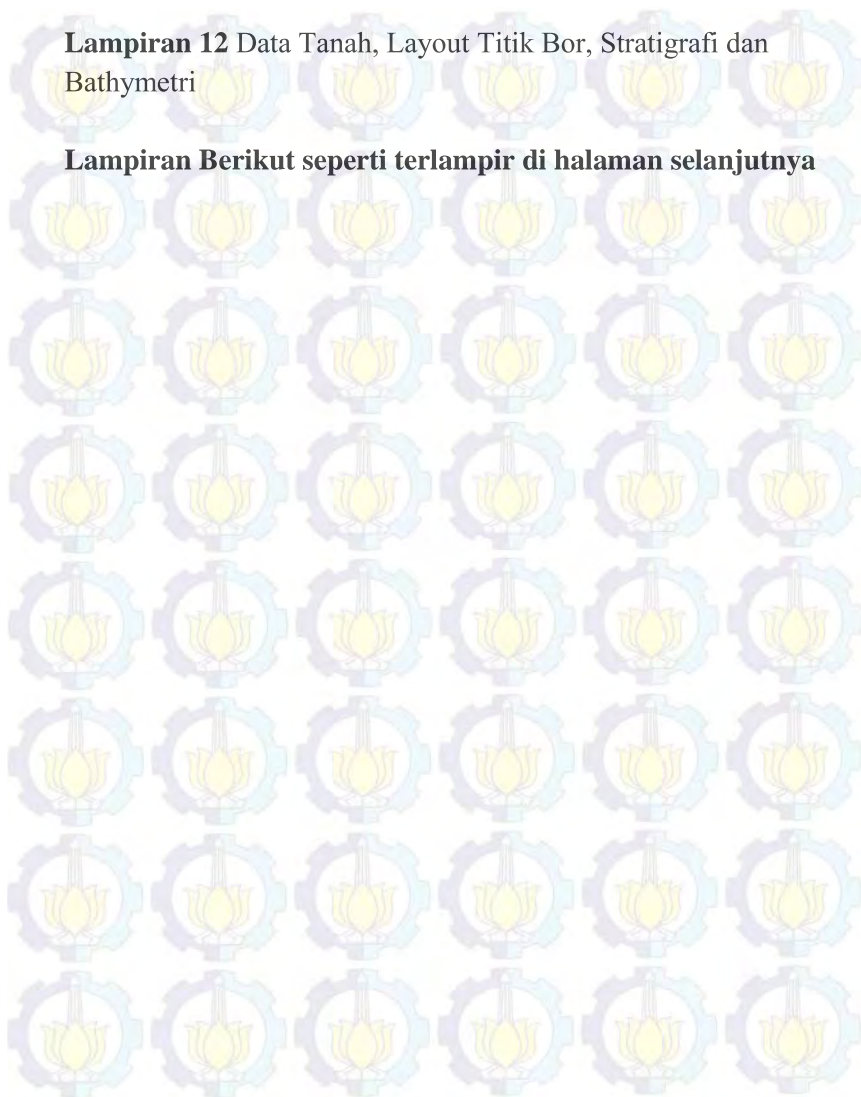 Lampiran 12 Data Tanah, Layout Titik Bor, Stratigrafi dan
Bathymetri
Lampiran Berikut seperti terlampir di halaman selanjutnya